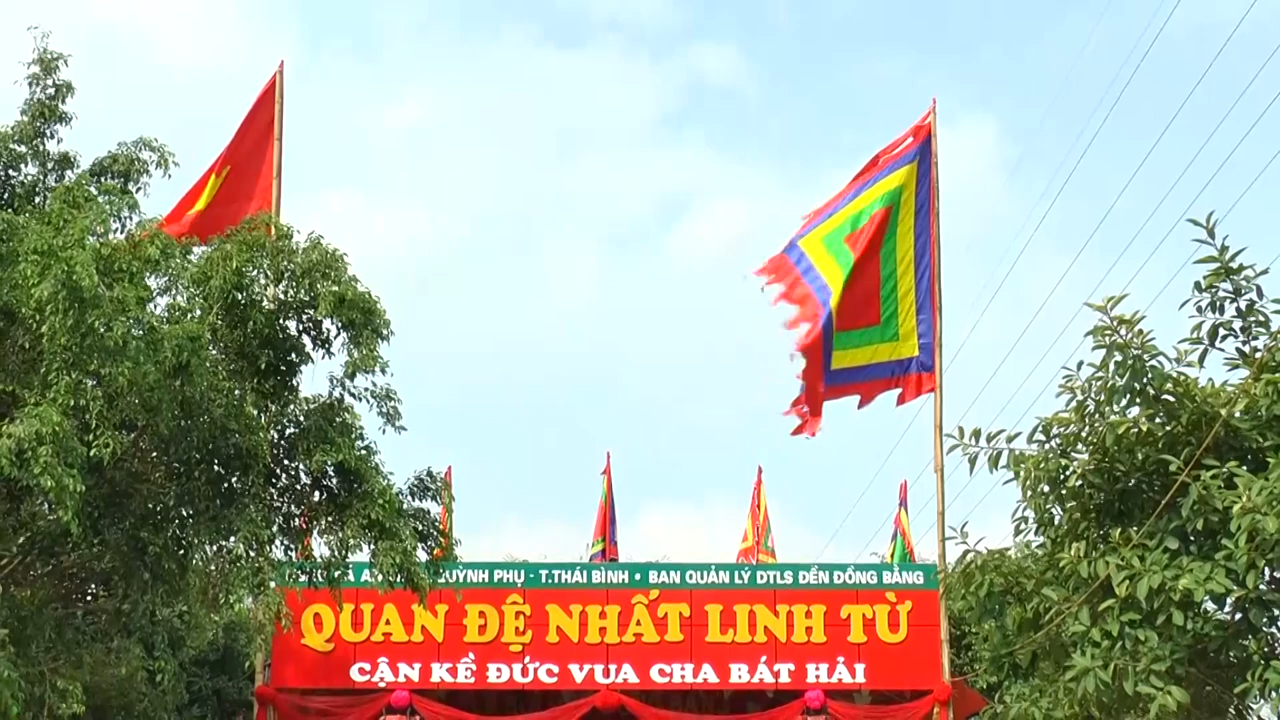 QUỲNH PHỤ - T.THÁI BÌNH • BAN QUẢN LÝ DTLS ĐỀN ĐỒNG BẰNG
QUAN ĐỆ NHẤT LINH TỪ
CẬN KỀ ĐỨC VUA CHA BÁT HẢI